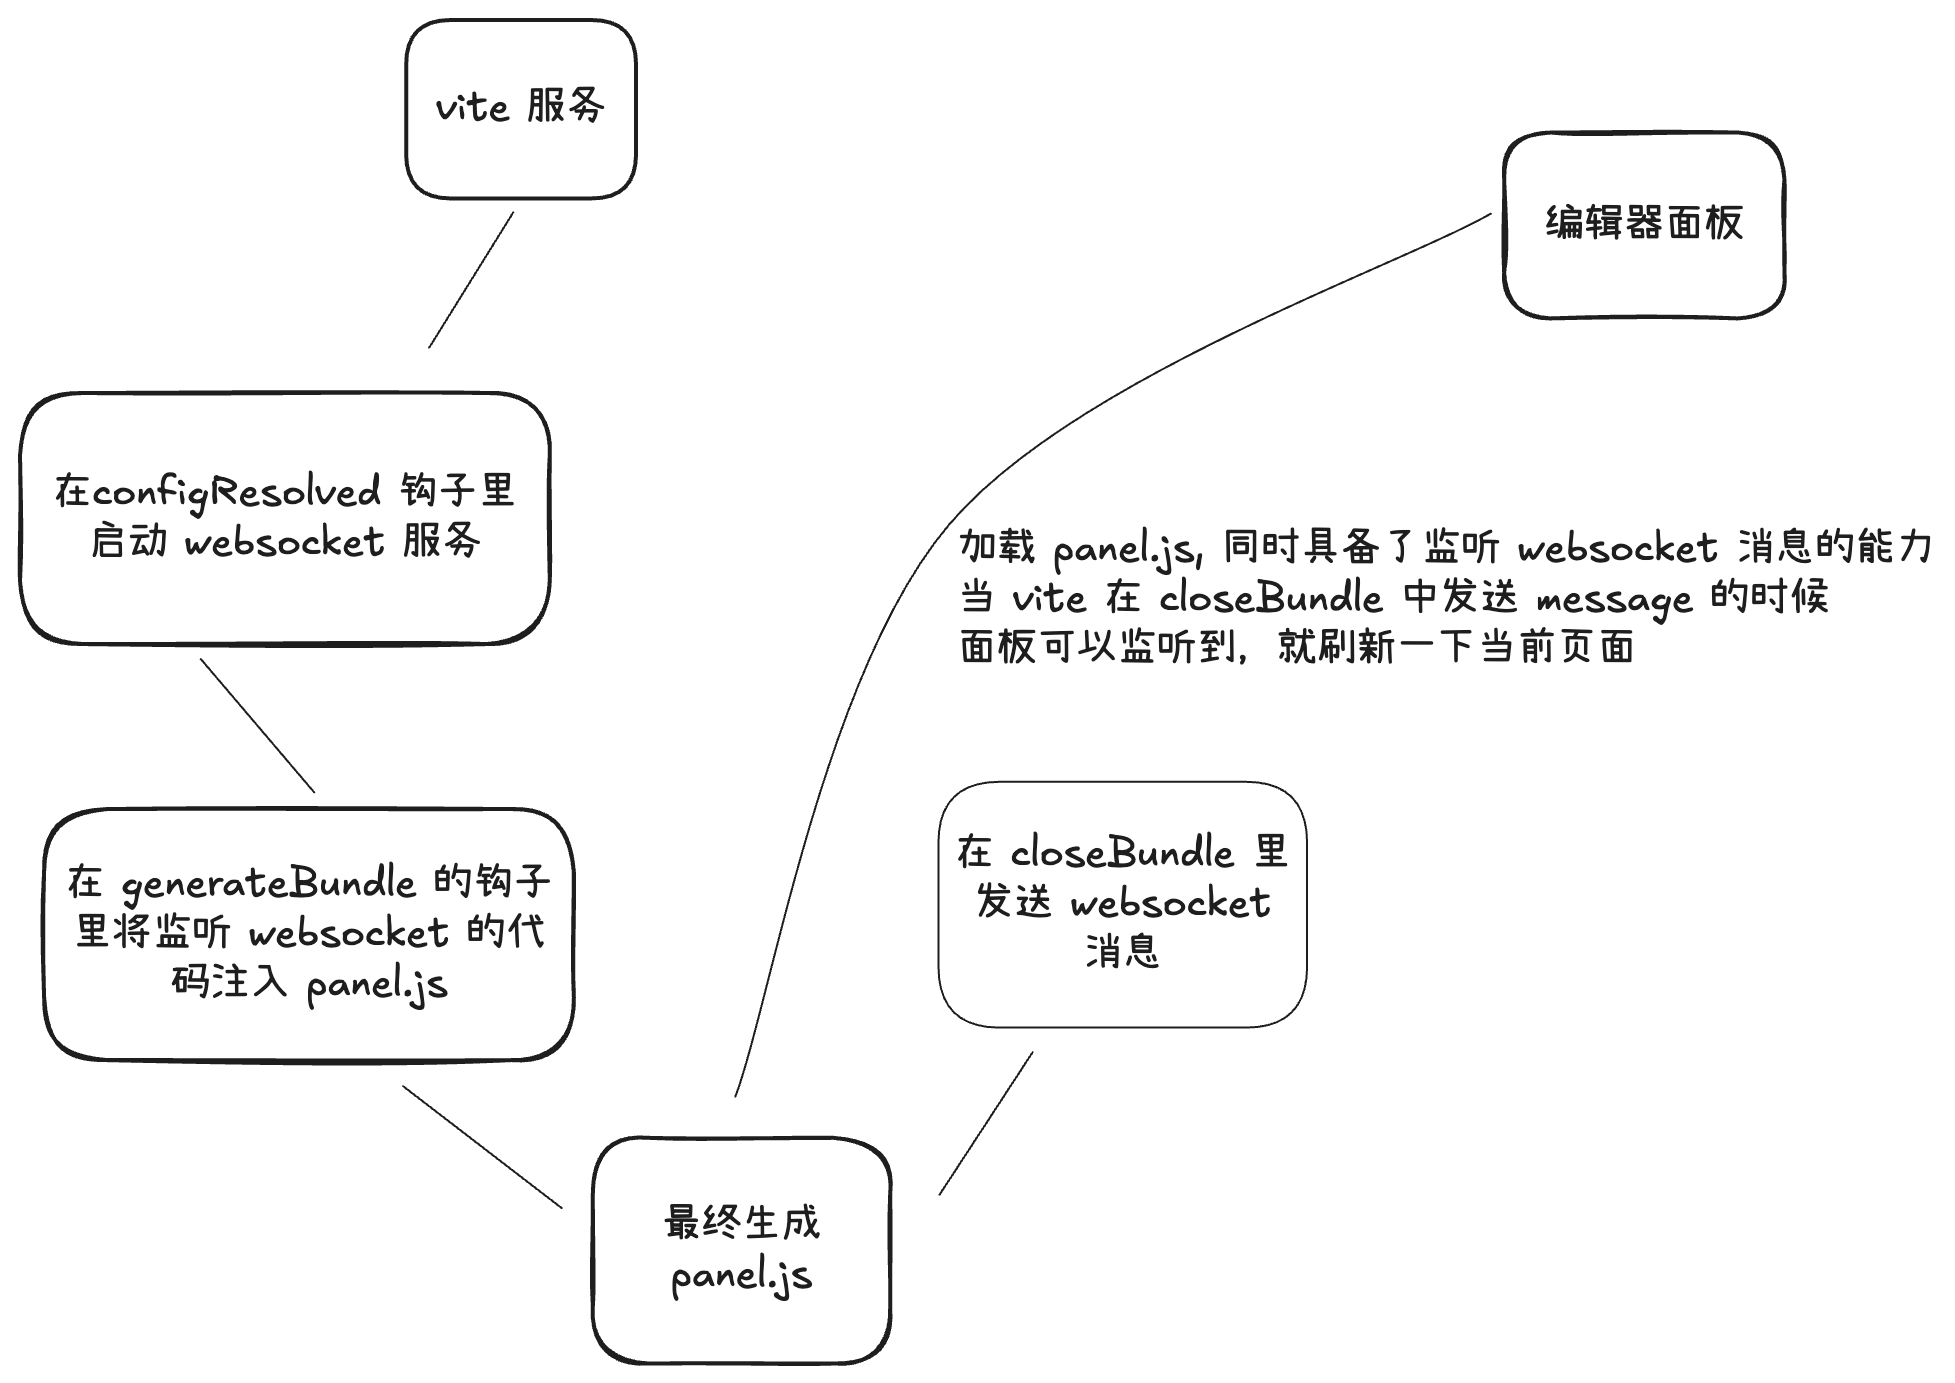 vite 服务
编辑器面板
在configResolved 钩子里
启动 websocket 服务
加载 panel.js, 同时具备了监听 websocket 消息的能力
当 vite 在 closeBundle 中发送 message 的时候
面板可以监听到，就刷新一下当前页面
在 generateBundle 的钩子
里将监听 websocket 的代
码注入 panel.js
在 closeBundle 里
发送 websocket
消息
最终生成
panel.js